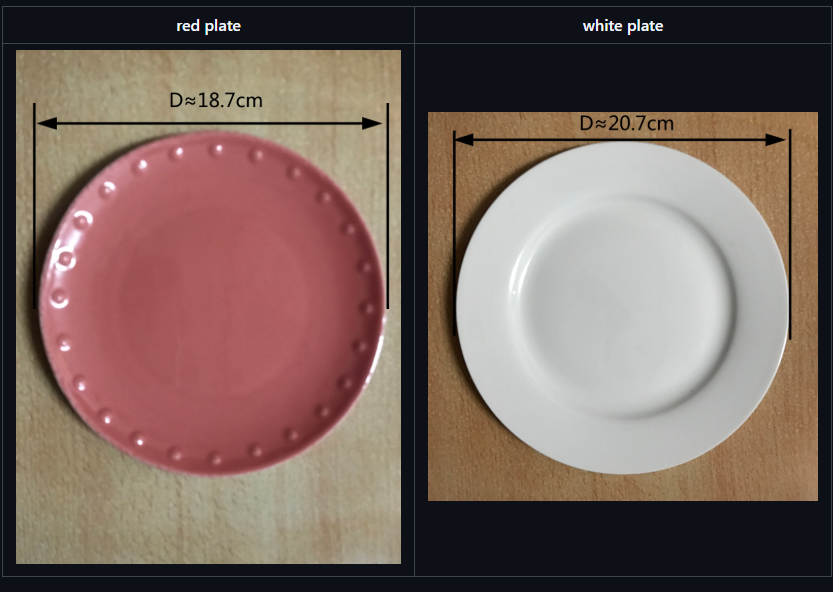 red plate
white plate
D≈18.7cm
D≈20.7cm